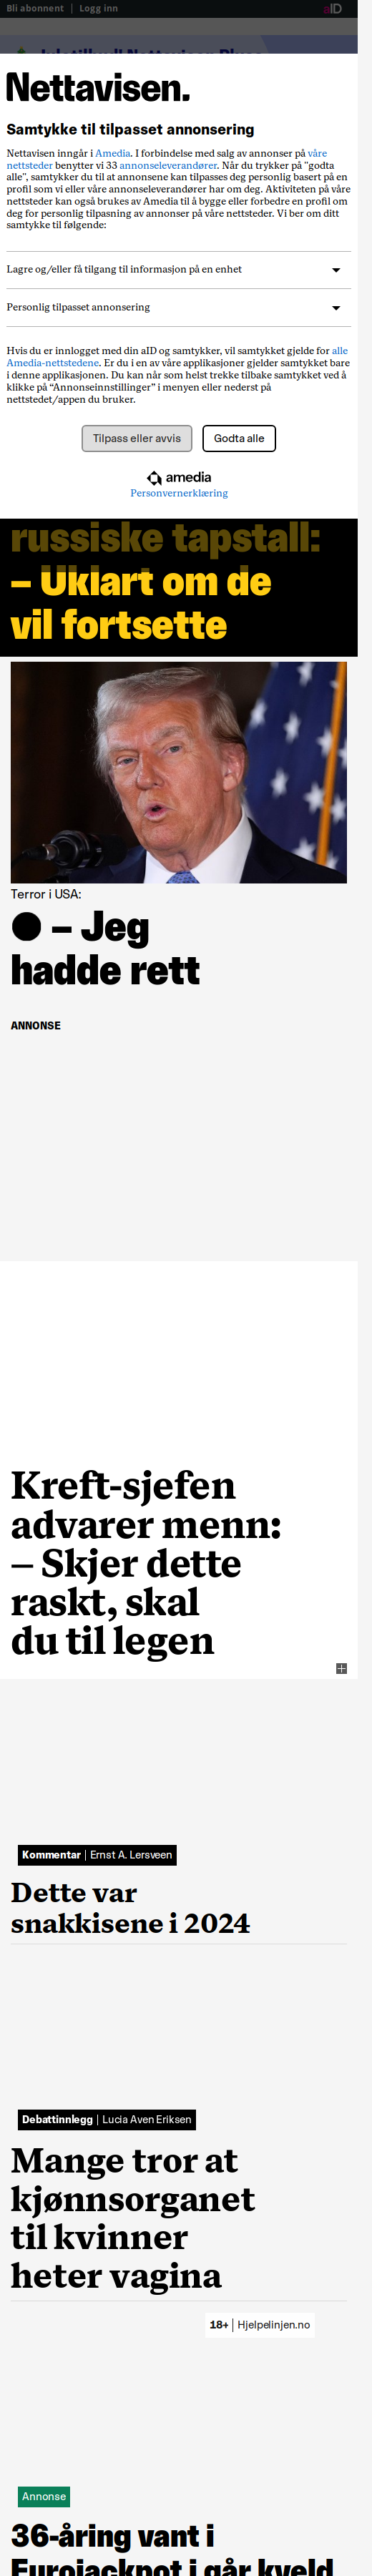 Bli abonnent | Logg inn
aID
Nettavisen.
Samtykke til tilpasset annonsering
Nettavisen inngår i Amedia. I forbindelse med salg av annonser på våre
nettsteder benytter vi 33 annonseleverandører. Når du trykker på "godta
alle", samtykker du til at annonsene kan tilpasses deg personlig basert på en
profil som vi eller våre annonseleverandører har om deg. Aktiviteten på våre
nettsteder kan også brukes av Amedia til å bygge eller forbedre en profil om
deg for personlig tilpasning av annonser på våre nettsteder. Vi ber om ditt
samtykke til følgende:
Lagre og/eller få tilgang til informasjon på en enhet
Personlig tilpasset annonsering
Hvis du er innlogget med din aID og samtykker, vil samtykket gjelde for alle
Amedia-nettstedene. Er du i en av våre applikasjoner gjelder samtykket bare
i denne applikasjonen. Du kan når som helst trekke tilbake samtykket ved å
klikke på “Annonseinnstillinger” i menyen eller nederst på
nettstedet/appen du bruker.
Tilpass eller avvis Godta alle
amedia
Personvernerklæring
russiske tapstall:
– Uklart om de
vil fortsette
Terror i USA:
● – Jeg
hadde rett
ANNONSE
Kreft-sjefen
advarer menn:
– Skjer dette
raskt, skal
du til legen
Kommentar | Ernst A. Lersveen
Dette var
snakkisene i 2024
Debattinnlegg | Lucia Aven Eriksen
Mange tror at
kjønnsorganet
til kvinner
heter vagina
18+ | Hjelpelinjen.no
Annonse
36-åring vant i
Eurojackpot i går kveld